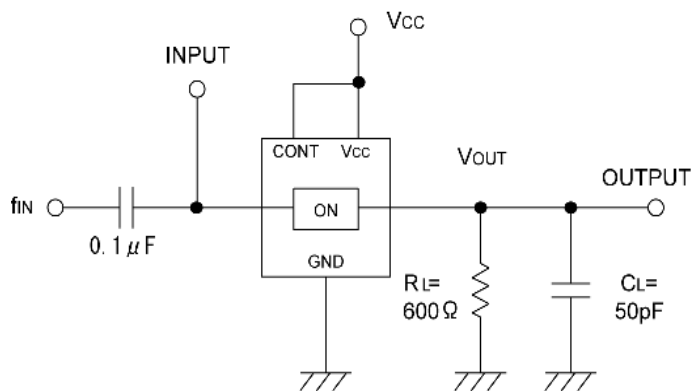 Vcc
INPUT
CONT
Vcc
VOUT
OUTPUT
fIN
ON
0.1μF
GND
RL=
600Ω
CL=
50pF